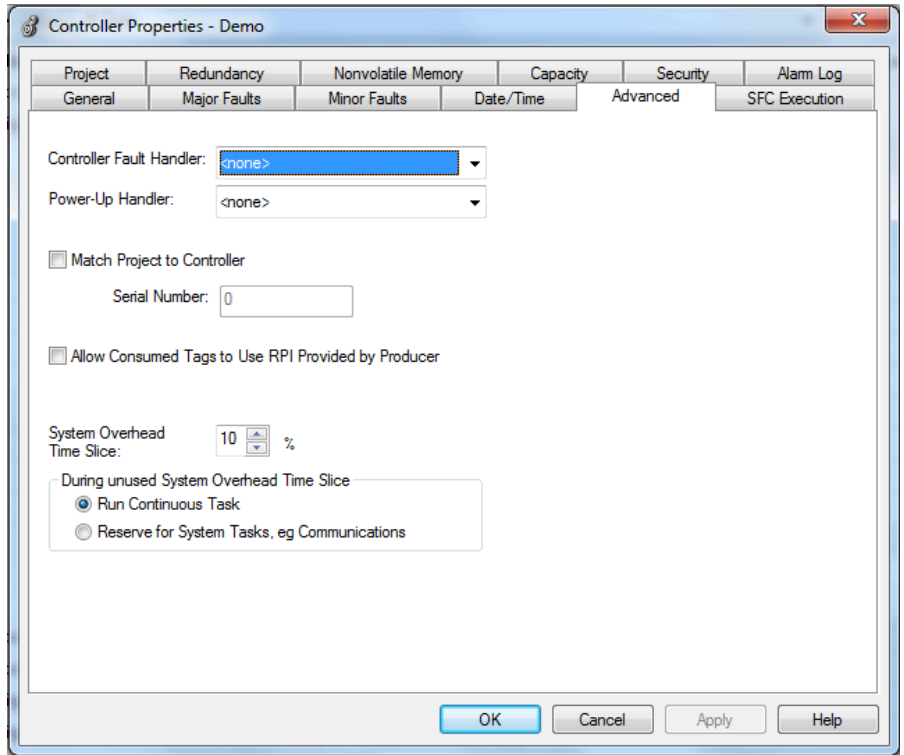 Controller Properties - Demo
Project Redundancy Nonvolatile Memory Capacity Security Alarm Log
General Major Faults Minor Faults Date/Time Advanced SFC Execution
Controller Fault Handler: <none>
Power-Up Handler: <none>
Match Project to Controller
Serial Number: 0
Allow Consumed Tags to Use RPI Provided by Producer
System Overhead
Time Slice: 10 %
During unused System Overhead Time Slice
Run Continuous Task
Reserve for System Tasks, eg Communications
OK Cancel Apply Help